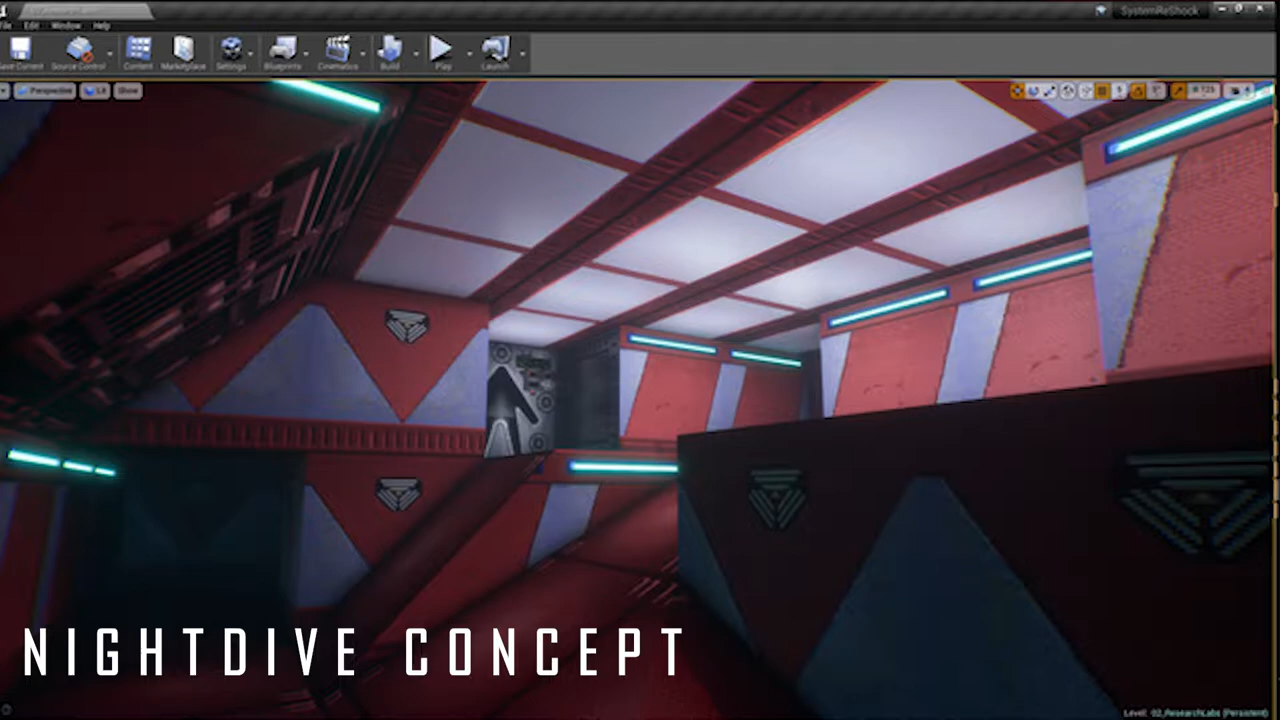 File Edit Window Help
SystemReShock
Save Current Source Control Content Marketplace Settings Blueprints Cinematics Build Play Launch
Perspective Lit Show
NIGHTDIVE CONCEPT
Level: 02_ResearchLabs (Persistent)